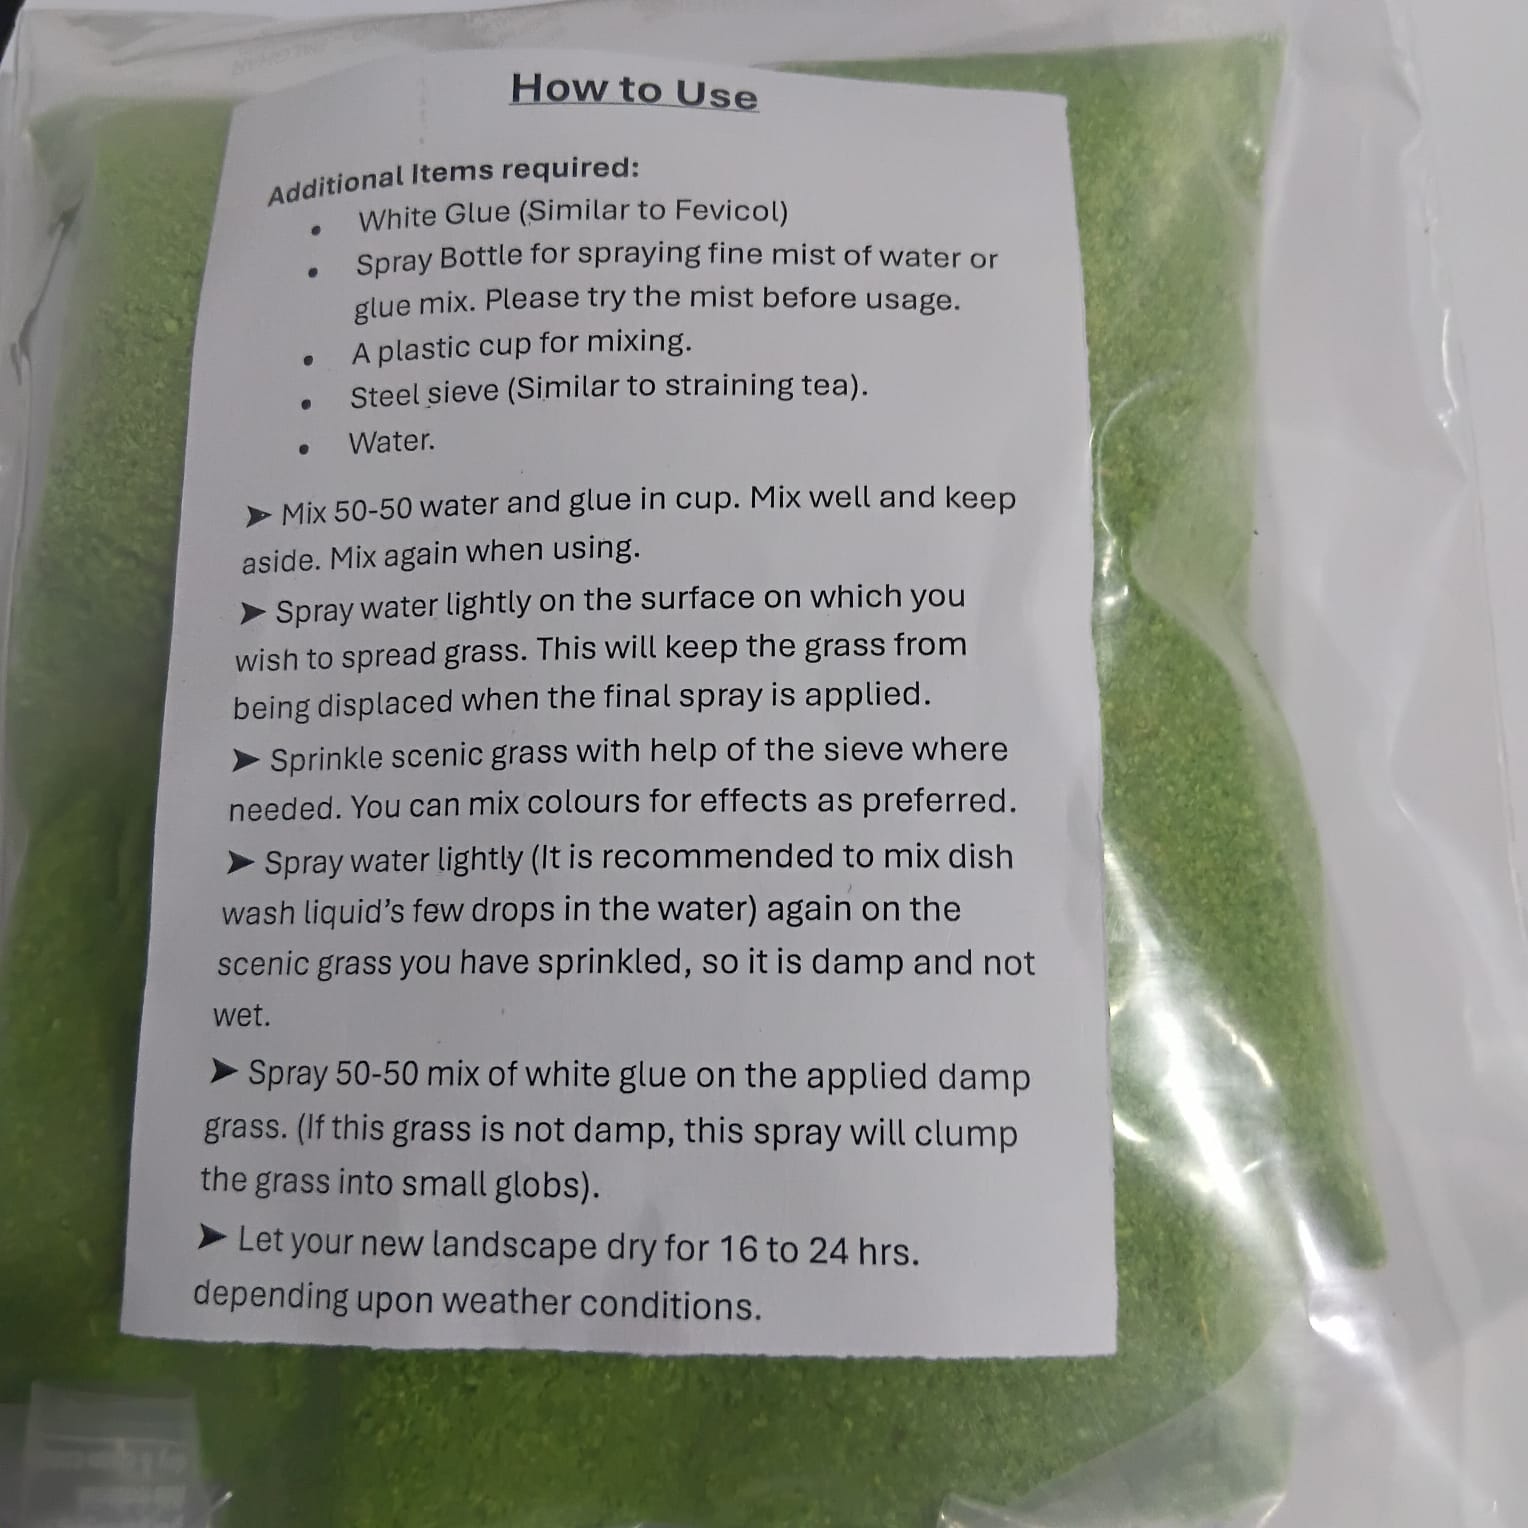 How to Use
Additional Items required:
• White Glue (Similar to Fevicol)
• Spray Bottle for spraying fine mist of water or
glue mix. Please try the mist before usage.
• A plastic cup for mixing.
• Steel sieve (Similar to straining tea).
• Water.
➤ Mix 50-50 water and glue in cup. Mix well and keep
aside. Mix again when using.
➤ Spray water lightly on the surface on which you
wish to spread grass. This will keep the grass from
being displaced when the final spray is applied.
➤ Sprinkle scenic grass with help of the sieve where
needed. You can mix colours for effects as preferred.
➤ Spray water lightly (It is recommended to mix dish
wash liquid's few drops in the water) again on the
scenic grass you have sprinkled, so it is damp and not
wet.
➤ Spray 50-50 mix of white glue on the applied damp
grass. (If this grass is not damp, this spray will clump
the grass into small globs).
➤ Let your new landscape dry for 16 to 24 hrs.
depending upon weather conditions.